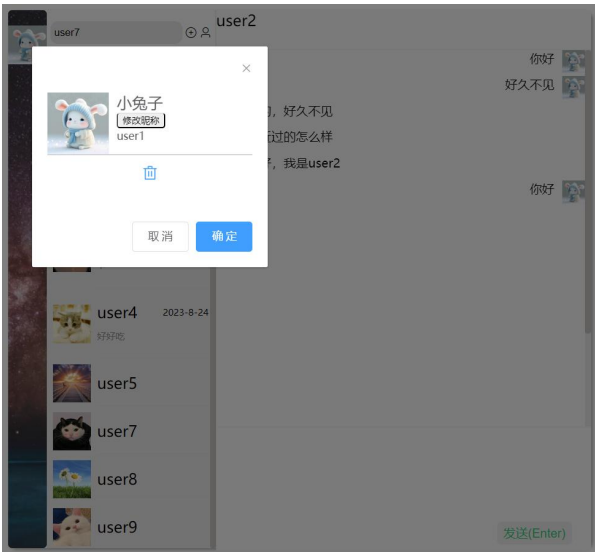 user7
user2
小兔子
修改昵称
user1
取消
确定
user4
2023-8-24
好好吃
user5
user7
user8
user9
你好
好久不见
，好久不见
过的怎么样
，我是user2
你好
发送(Enter)